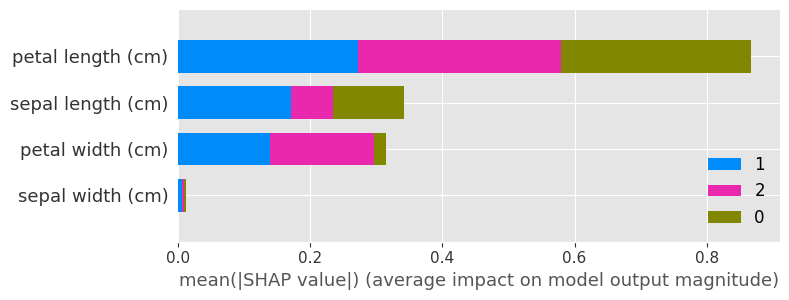 petal length (cm)
sepal length (cm)
petal width (cm)
sepal width (cm)
1
2
0
0.0 0.2 0.4 0.6 0.8
mean(|SHAP value|) (average impact on model output magnitude)